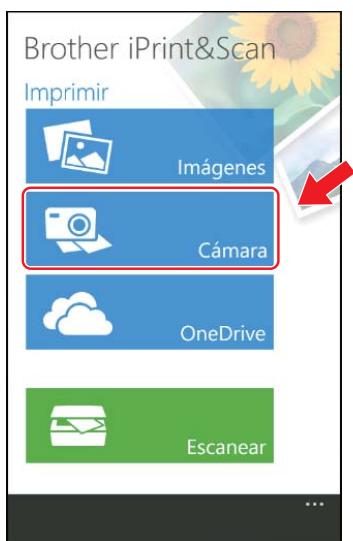 Brother iPrint&Scan
Imprimir
Imágenes
Cámara
OneDrive
Escanear
...